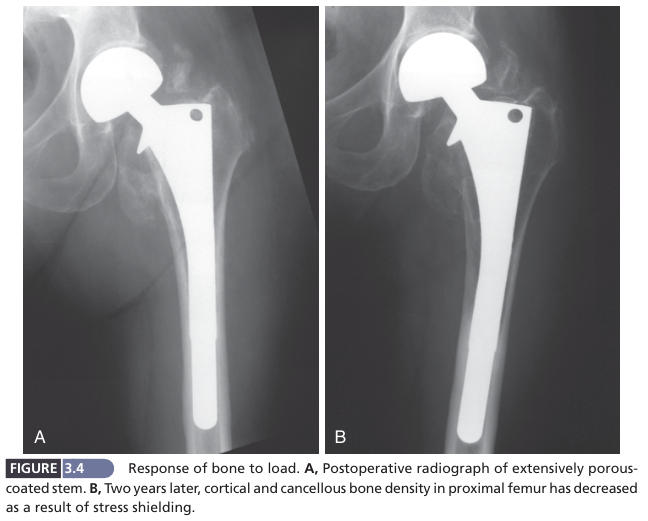 A
B
FIGURE 3.4 Response of bone to load. A, Postoperative radiograph of extensively porous-
coated stem. B, Two years later, cortical and cancellous bone density in proximal femur has decreased
as a result of stress shielding.